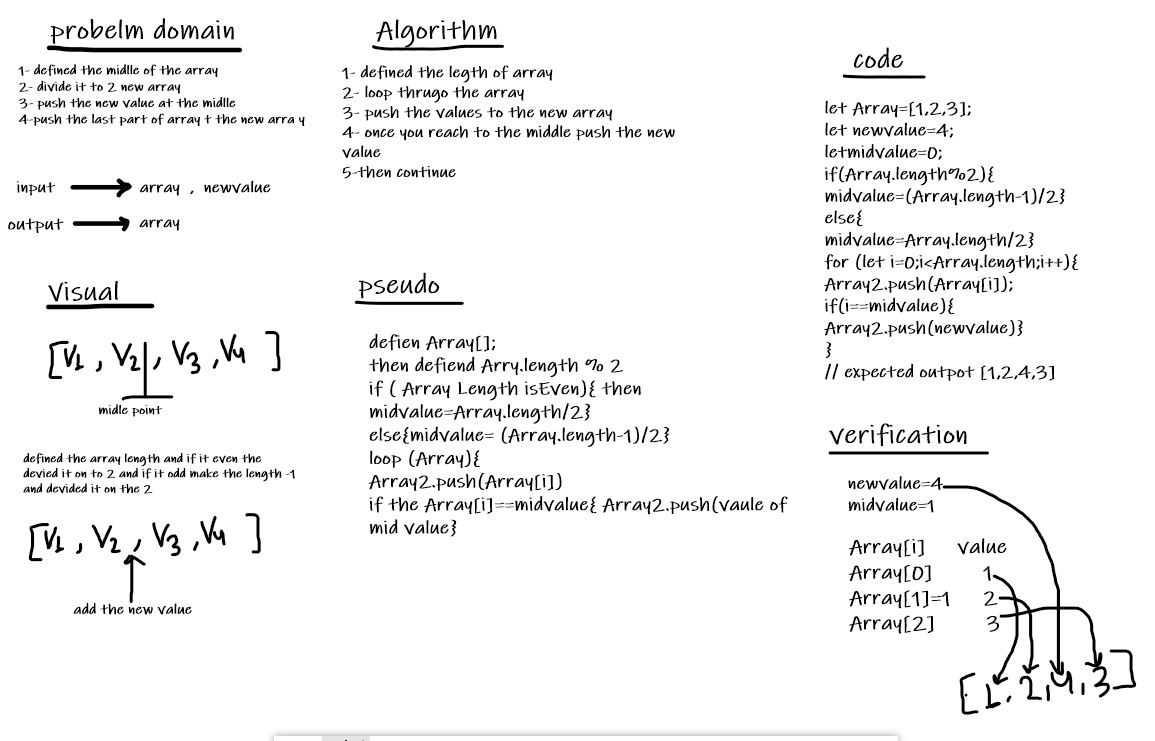 probelm domain
1- defined the midlle of the array
2- divide it to 2 new array
3- push the new value at the midlle
4-push the last part of array t the new arra y
input array , newvalue
output array
Visual
[V1 , V2 , V3 , V4 ]
midle point
defined the array length and if it even the
devied it on to 2 and if it odd make the length -1
and devided it on the 2
[V1 , V2 , V3 , V4 ]
add the new value
Algorithm
1- defined the legth of array
2- loop thrugo the array
3- push the values to the new array
4- once you reach to the middle push the new
value
5-then continue
pseudo
defien Array[];
then defiend Arry.length % 2
if ( Array Length isEven){ then
midvalue=Array.length/2}
else{midvalue= (Array.length-1)/2}
loop (Array){
Array2.push(Array[i])
if the Array[i]==midvalue{ Array2.push(vaule of
mid value}
code
let Array=[1,2,3];
let newvalue=4;
letmidvalue=0;
if(Array.length%2){
midvalue=(Array.length-1)/2}
else{
midvalue=Array.length/2}
for (let i=0;i<Array.length;i++){
Array2.push(Array[i]);
if(i==midvalue){
Array2.push(newvalue)}
}
// expected outpot [1,2,4,3]
verification
newvalue=4
midvalue=1
Array[i] value
Array[0] 1
Array[1]=1 2
Array[2] 3
[1, 2, 4, 3]